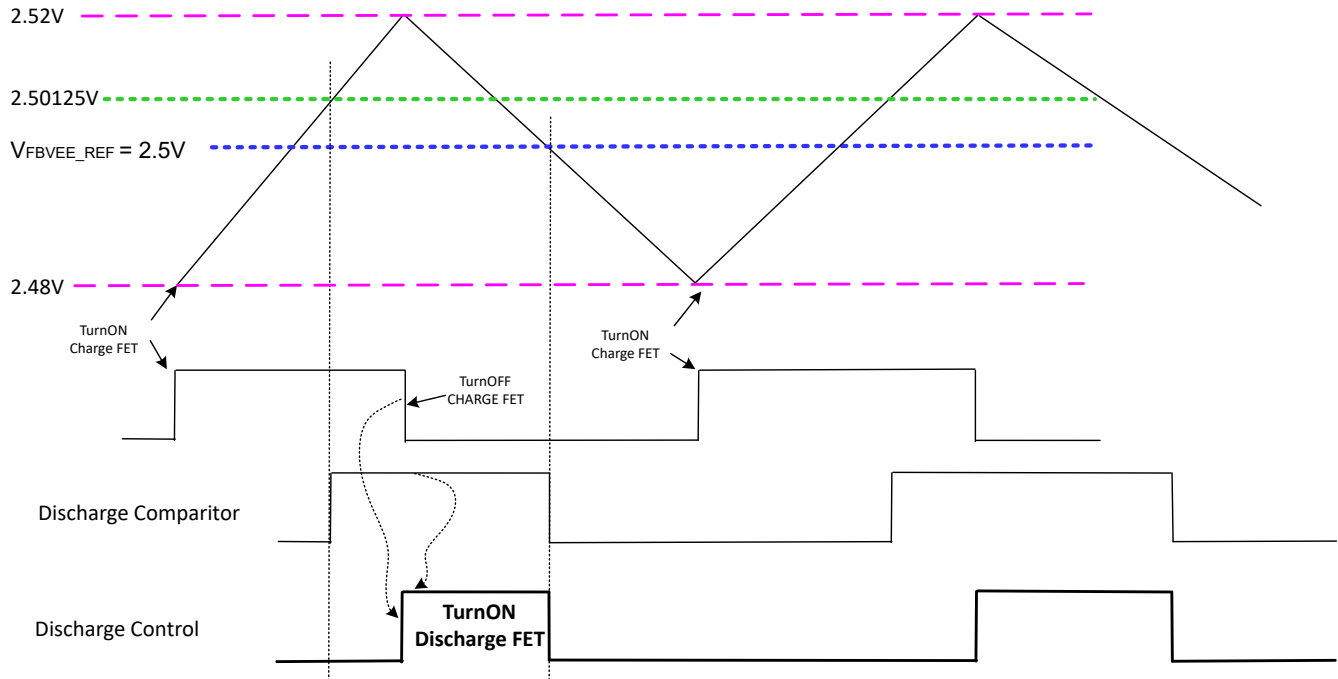 2.52V
2.50125V
VFBVEE_REF = 2.5V
2.48V
TurnON
Charge FET
TurnON
Charge FET
TurnOFF
CHARGE FET
Discharge Comparitor
Discharge Control
TurnON
Discharge FET